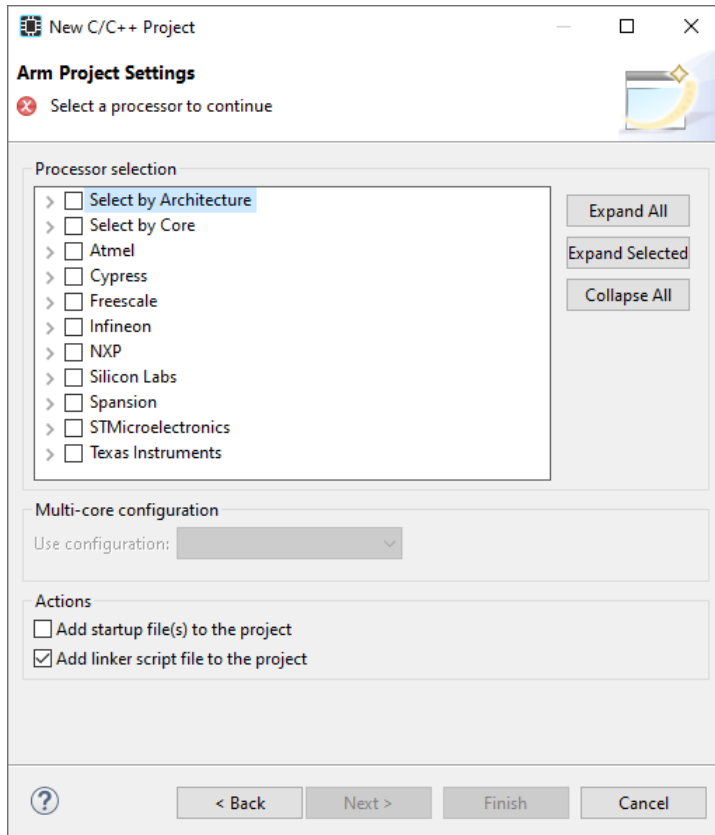 New C/C++ Project
Arm Project Settings
Select a processor to continue
Processor selection
Select by Architecture
Select by Core
Atmel
Cypress
Freescale
Infineon
NXP
Silicon Labs
Spansion
STMicroelectronics
Texas Instruments
Expand All
Expand Selected
Collapse All
Multi-core configuration
Use configuration:
Actions
Add startup file(s) to the project
Add linker script file to the project
? < Back Next > Finish Cancel